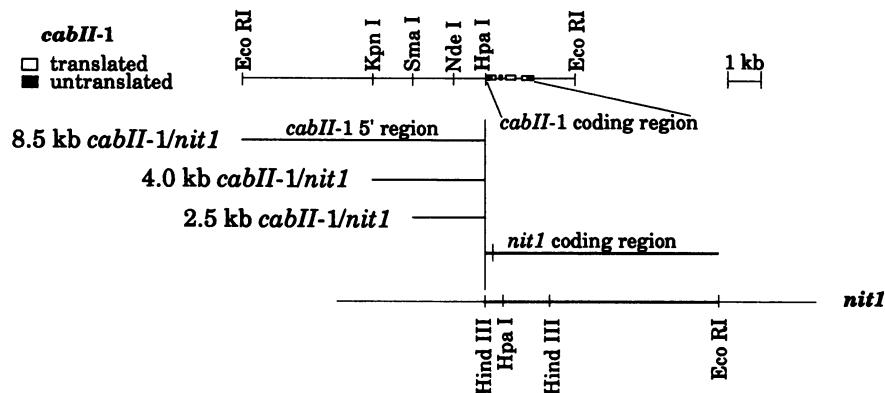 cabII-1
translated
untranslated
Eco RI
Kpn I
Sma I
Nde I
Hpa I
Eco RI
1 kb
cabII-1 coding region
cabII-1 5' region
8.5 kb cabII-1/nit1
4.0 kb cabII-1/nit1
2.5 kb cabII-1/nit1
nit1 coding region
nit1
Hind III
Hpa I
Hind III
Eco RI